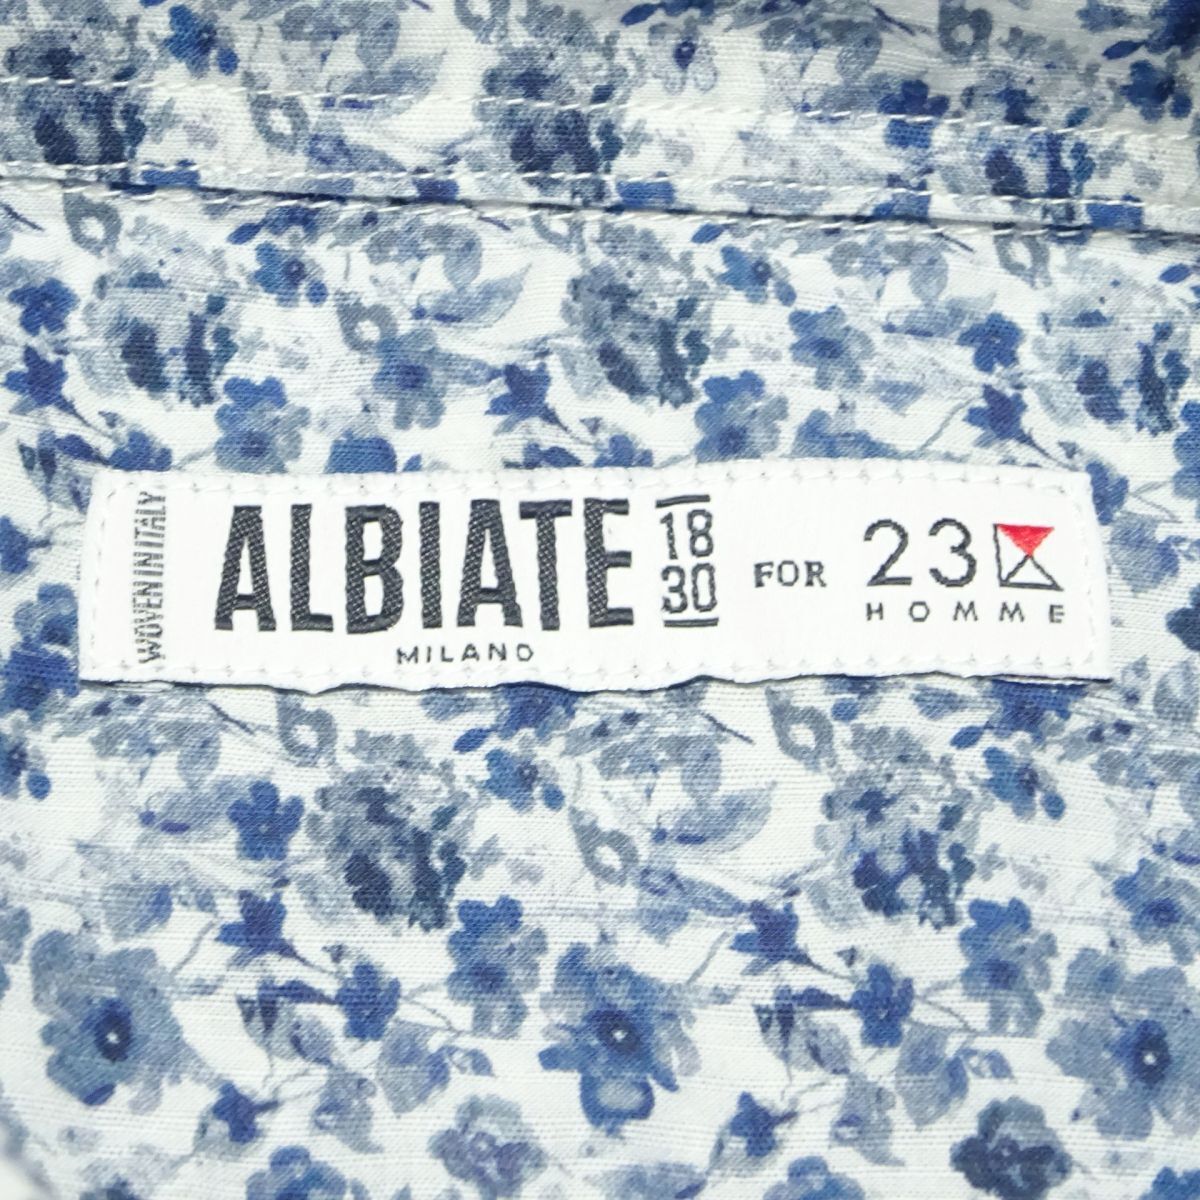 WOVEN IN ITALY
ALBIATE
MILANO
18
30
FOR
23
HOMME